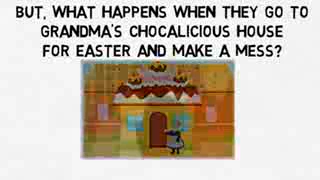 BUT, WHAT HAPPENS WHEN THEY GO TO
GRANDMA'S CHOCALICIOUS HOUSE
FOR EASTER AND MAKE A MESS?